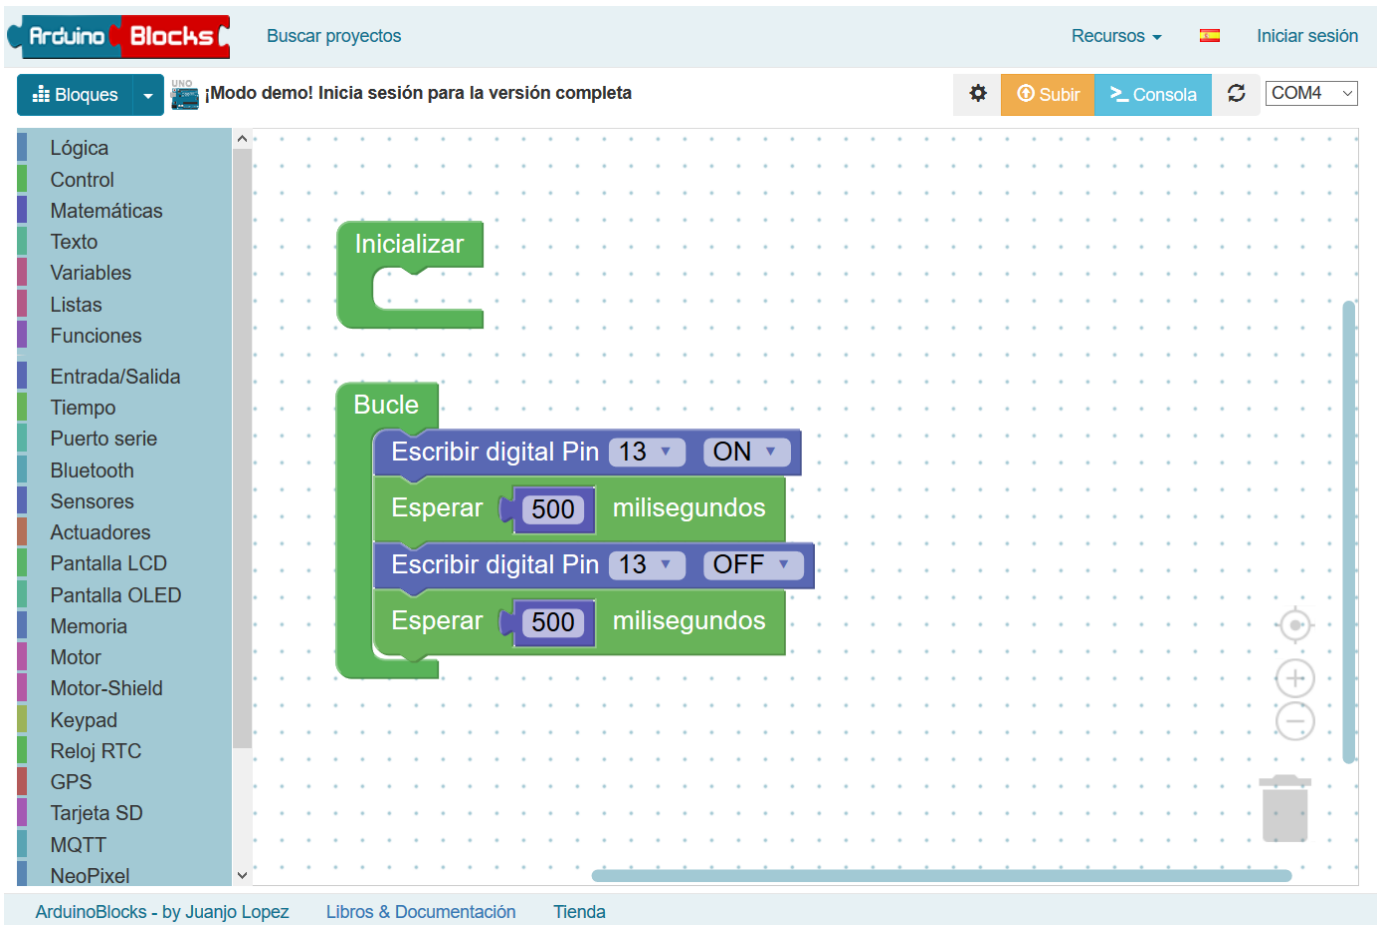 Arduino Blocks Buscar proyectos Recursos Iniciar sesión
Bloques UNO ¡Modo demo! Inicia sesión para la versión completa Subir >_ Consola COM4
Lógica
Control
Matemáticas
Texto
Variables
Listas
Funciones
Entrada/Salida
Tiempo
Puerto serie
Bluetooth
Sensores
Actuadores
Pantalla LCD
Pantalla OLED
Memoria
Motor
Motor-Shield
Keypad
Reloj RTC
GPS
Tarjeta SD
MQTT
NeoPixel
Inicializar
Bucle
Escribir digital Pin 13 ON
Esperar 500 milisegundos
Escribir digital Pin 13 OFF
Esperar 500 milisegundos
ArduinoBlocks - by Juanjo Lopez Libros & Documentación Tienda